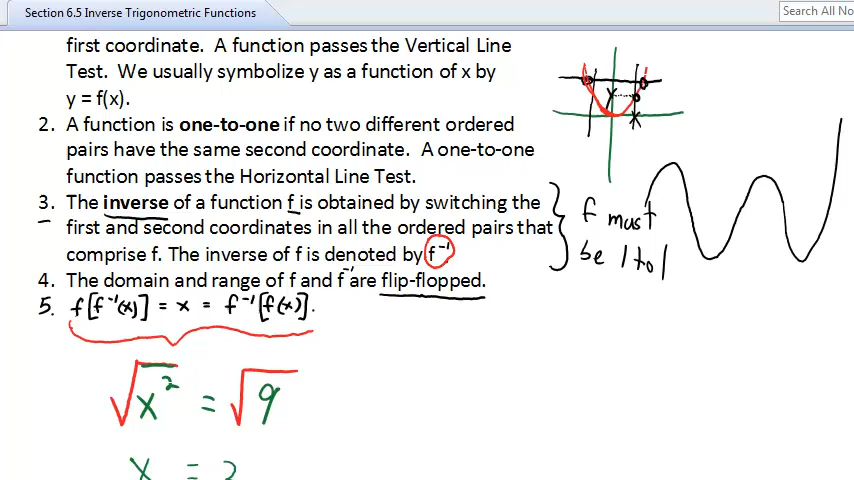 Section 6.5 Inverse Trigonometric Functions
Search All No
first coordinate. A function passes the Vertical Line
Test. We usually symbolize y as a function of x by
y = f(x).
2. A function is one-to-one if no two different ordered
pairs have the same second coordinate. A one-to-one
function passes the Horizontal Line Test.
3. The inverse of a function f is obtained by switching the
first and second coordinates in all the ordered pairs that
comprise f. The inverse of f is denoted by f⁻¹
f must
be 1 to 1
4. The domain and range of f and f⁻¹ are flip-flopped.
5. f[f⁻¹(x)] = x = f⁻¹[f(x)].
√x² = √9
x = 3